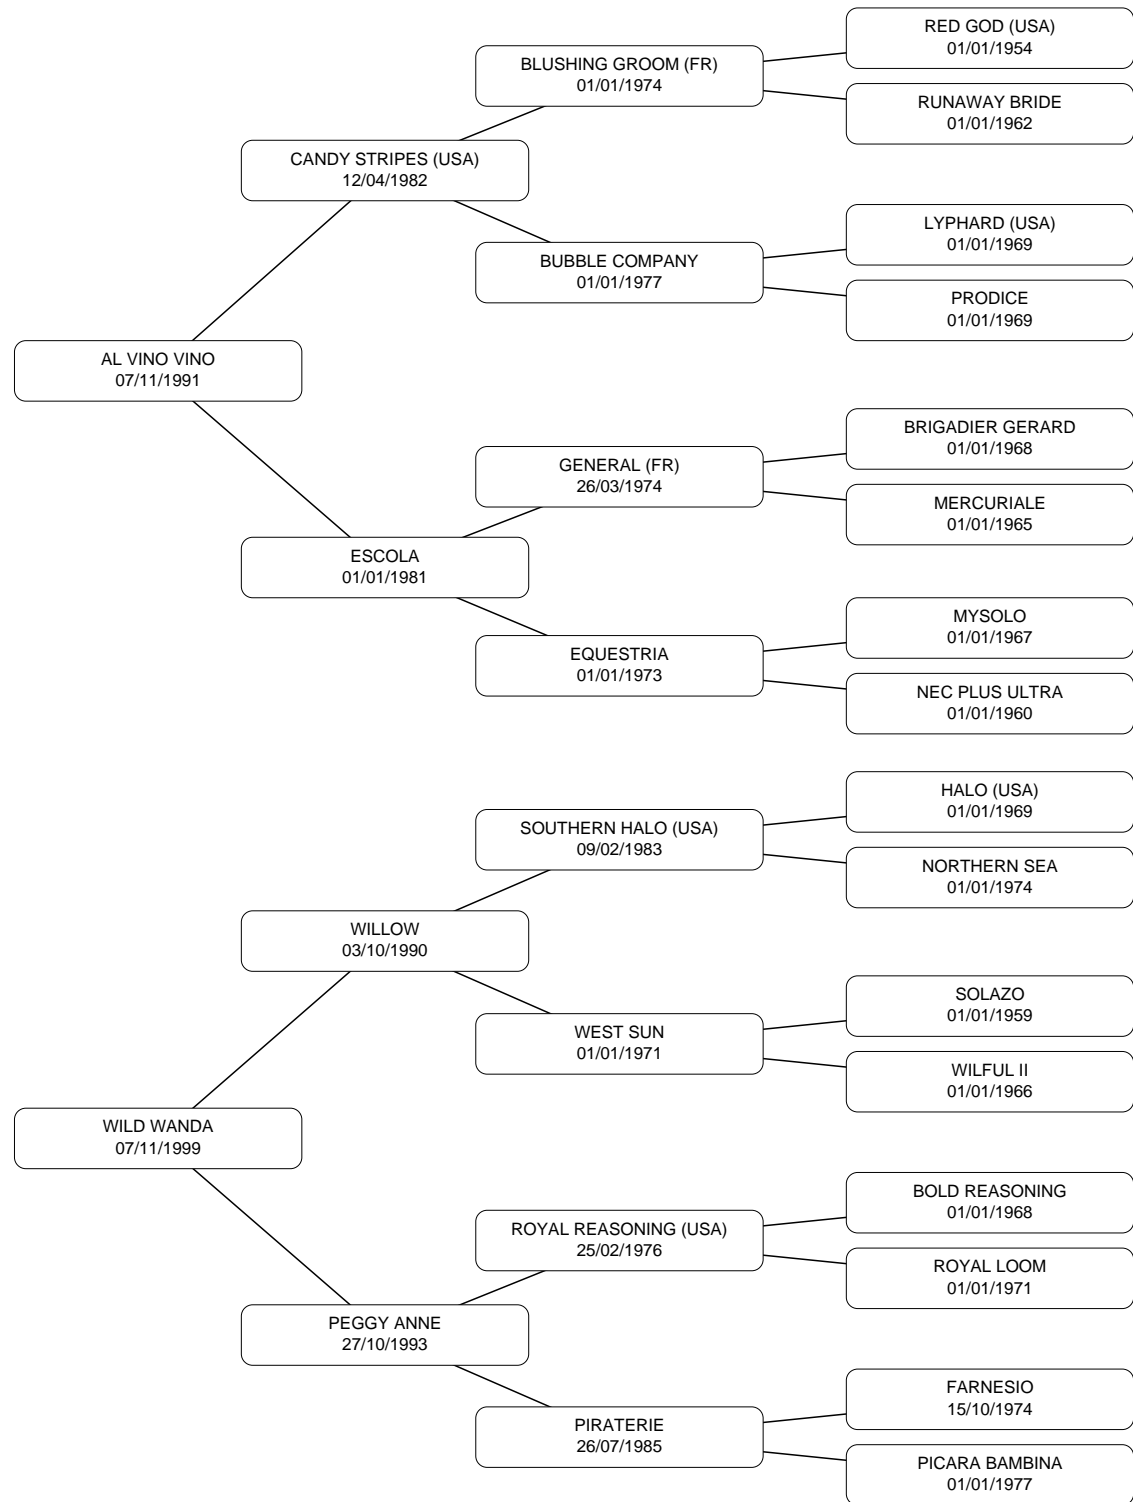 RED GOD (USA)
01/01/1954
BLUSHING GROOM (FR)
01/01/1974
RUNAWAY BRIDE
01/01/1962
CANDY STRIPES (USA)
12/04/1982
LYPHARD (USA)
01/01/1969
BUBBLE COMPANY
01/01/1977
PRODICE
01/01/1969
AL VINO VINO
07/11/1991
BRIGADIER GERARD
01/01/1968
GENERAL (FR)
26/03/1974
MERCURIALE
01/01/1965
ESCOLA
01/01/1981
MYSOLO
01/01/1967
EQUESTRIA
01/01/1973
NEC PLUS ULTRA
01/01/1960
HALO (USA)
01/01/1969
SOUTHERN HALO (USA)
09/02/1983
NORTHERN SEA
01/01/1974
WILLOW
03/10/1990
SOLAZO
01/01/1959
WEST SUN
01/01/1971
WILFUL II
01/01/1966
WILD WANDA
07/11/1999
BOLD REASONING
01/01/1968
ROYAL REASONING (USA)
25/02/1976
ROYAL LOOM
01/01/1971
PEGGY ANNE
27/10/1993
FARNESIO
15/10/1974
PIRATERIE
26/07/1985
PICARA BAMBINA
01/01/1977